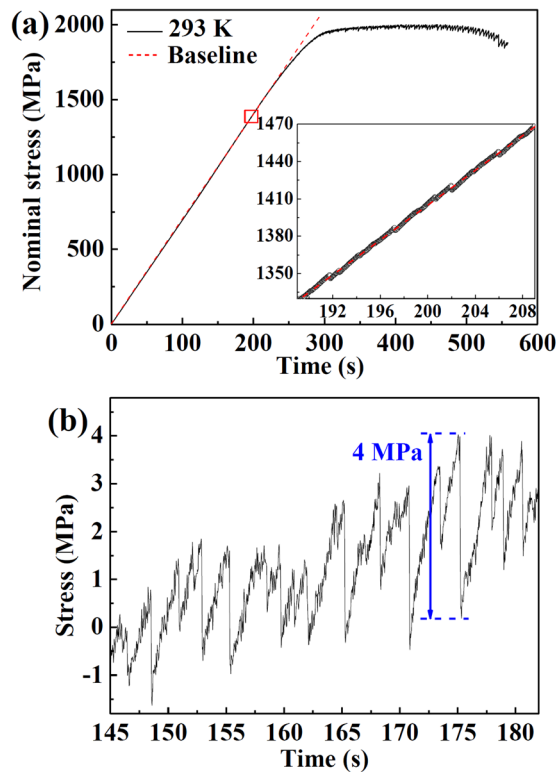 (a)
293 K
Baseline
Nominal stress (MPa)
2000
1500
1000
500
0
1470
1440
1410
1380
1350
192 196 200 204 208
0 100 200 300 400 500 600
Time (s)
(b)
4 MPa
Stress (MPa)
4
3
2
1
0
-1
145 150 155 160 165 170 175 180
Time (s)